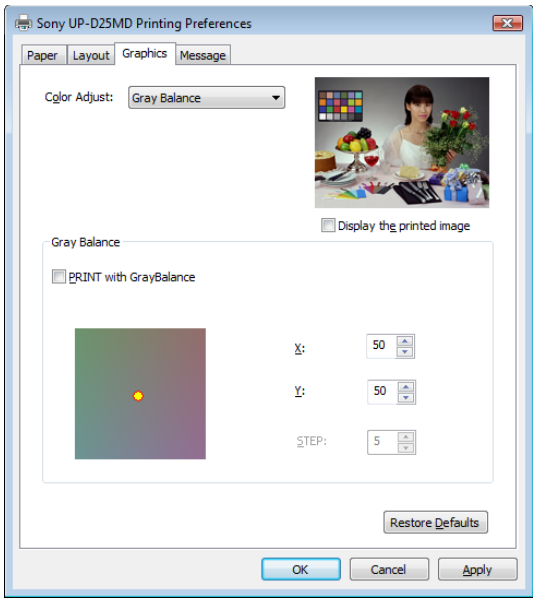 Sony UP-D25MD Printing Preferences
Paper Layout Graphics Message
Color Adjust: Gray Balance
Display the printed image
Gray Balance
PRINT with GrayBalance
X: 50
Y: 50
STEP: 5
Restore Defaults
OK Cancel Apply